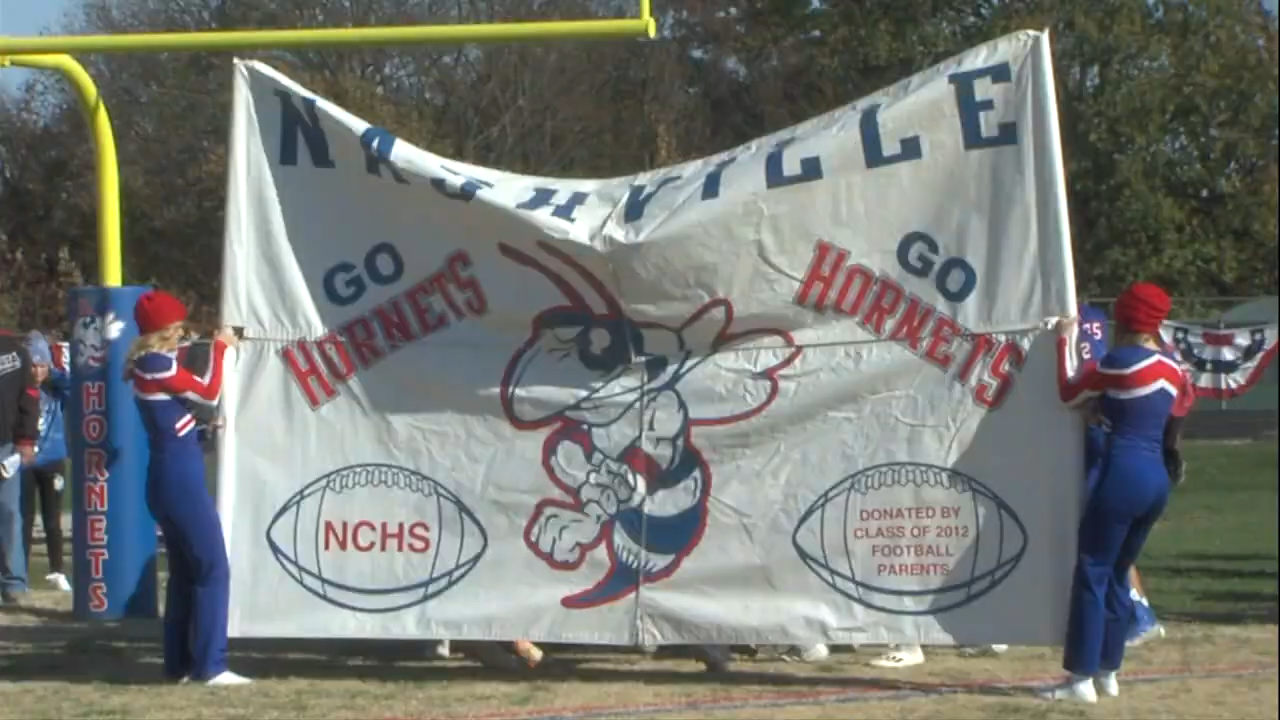 NASHVILLE
GO
HORNETS
GO
HORNETS
NCHS
DONATED BY
CLASS OF 2012
FOOTBALL
PARENTS
HORNETS